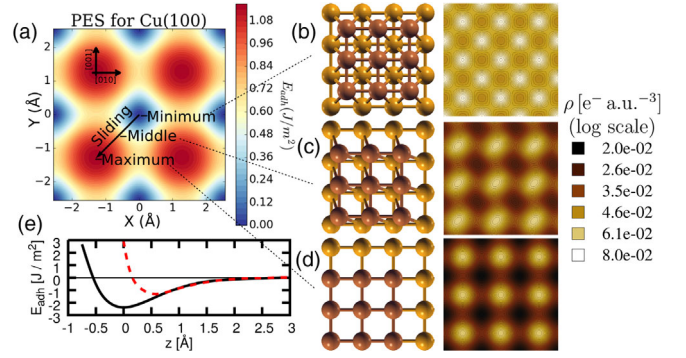 PES for Cu(100)
(a)
[001]
[010]
Sliding
Minimum
Middle
Maximum
Y (Å)
2
1
0
−1
−2
−2
−1
0
1
2
X (Å)
1.08
0.96
0.84
0.72
0.60
0.48
0.36
0.24
0.12
0.00
E_adh (J/m²)
(b)
(c)
(d)
ρ [e⁻ a.u.⁻³]
(log scale)
2.0e-02
2.6e-02
3.5e-02
4.6e-02
6.1e-02
8.0e-02
(e)
E_adh [J / m²]
3
2
1
0
-1
-2
-3
-1
-0.5
0
0.5
1
1.5
2
2.5
3
z [Å]